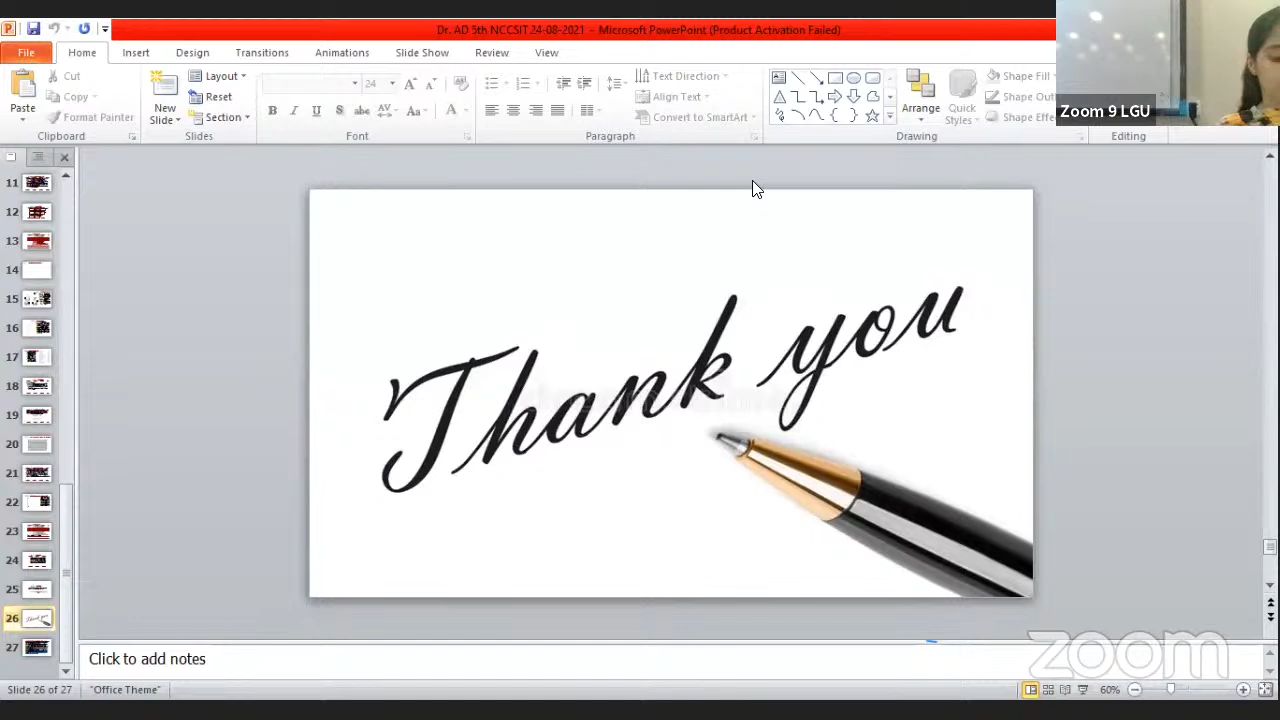 Dr. AD 5th NCCSIT 24-08-2021 - Microsoft PowerPoint (Product Activation Failed)
File Home Insert Design Transitions Animations Slide Show Review View
Cut
Copy
Format Painter
Paste
Clipboard
New Slide
Layout
Reset
Section
Slides
24
B I U S abc AV Aa A
Font
Text Direction
Align Text
Convert to SmartArt
Paragraph
Arrange
Quick Styles
Shape Fill
Drawing
Editing
Zoom 9 LGU
11
12
13
14
15
16
17
18
19
20
21
22
23
24
25
26
27
Thank you
Click to add notes
zoom
Slide 26 of 27 "Office Theme" 60%